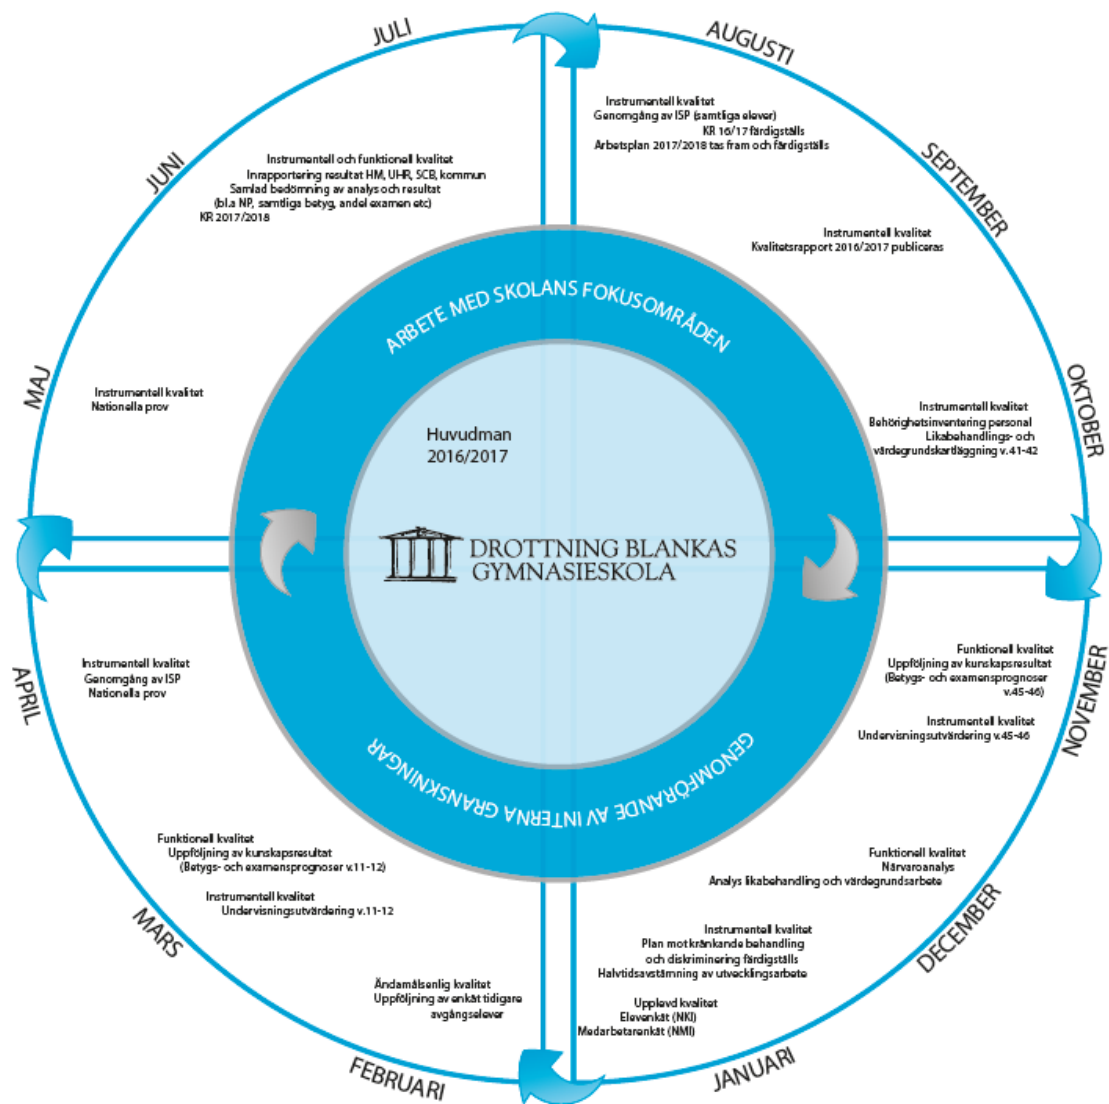 JULI
AUGUSTI
Instrumentell kvalitet
Genomgång av ISP (samtliga elever)
KR 16/17 färdigställs
Arbetsplan 2017/2018 tas fram och färdigställs
SEPTEMBER
Instrumentell kvalitet
Kvalitetsrapport 2016/2017 publiceras
OKTOBER
Instrumentell kvalitet
Behörighetsinventering personal
Likabehandlings- och
värdegrundskartläggning v.41-42
NOVEMBER
Funktionell kvalitet
Uppföljning av kunskapsresultat
(Betygs- och examensprognoser
v.45-46)
Instrumentell kvalitet
Undervisningsutvärdering v.45-46
DECEMBER
Funktionell kvalitet
Närvaroanalys
Analys likabehandling och värdegrundsarbete
Instrumentell kvalitet
Plan mot kränkande behandling
och diskriminering färdigställs
Halvtidsavstämning av utvecklingsarbete
JANUARI
Upplevd kvalitet
Elevenkät (NKI)
Medarbetarenkät (NMI)
FEBRUARI
Ändamålsenlig kvalitet
Uppföljning av enkät tidigare
avgångselever
MARS
Funktionell kvalitet
Uppföljning av kunskapsresultat
(Betygs- och examensprognoser v.11-12)
Instrumentell kvalitet
Undervisningsutvärdering v.11-12
APRIL
Instrumentell kvalitet
Genomgång av ISP
Nationella prov
MAJ
Instrumentell kvalitet
Nationella prov
JUNI
Instrumentell och funktionell kvalitet
Inrapportering resultat HM, UHR, SCB, kommun
Samlad bedömning av analys och resultat
(bl.a NP, samtliga betyg, andel examen etc)
KR 2017/2018
ARBETE MED SKOLANS FOKUSOMRÅDEN
Huvudman
2016/2017
DROTTNING BLANKAS
GYMNASIESKOLA
GENOMFÖRANDE AV INTERNA GRANSKNINGAR